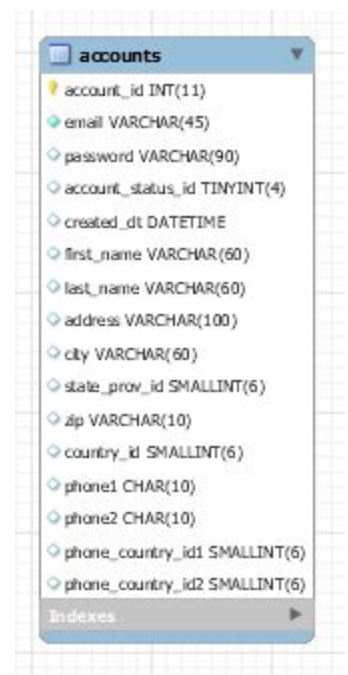 accounts
account_id INT(11)
email VARCHAR(45)
password VARCHAR(90)
account_status_id TINYINT(4)
created_dt DATETIME
first_name VARCHAR(60)
last_name VARCHAR(60)
address VARCHAR(100)
city VARCHAR(60)
state_prov_id SMALLINT(6)
zip VARCHAR(10)
country_id SMALLINT(6)
phone1 CHAR(10)
phone2 CHAR(10)
phone_country_id1 SMALLINT(6)
phone_country_id2 SMALLINT(6)
Indexes